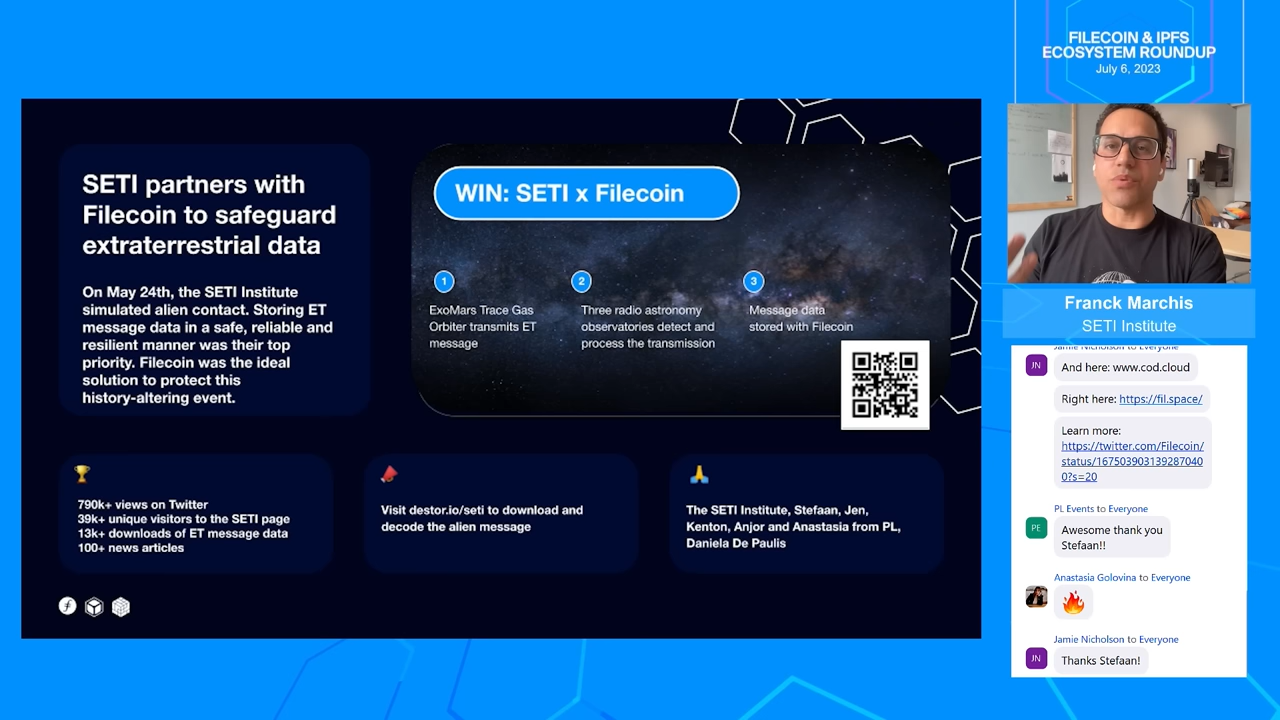 FILECOIN & IPFS
ECOSYSTEM ROUNDUP
July 6, 2023
SETI partners with
Filecoin to safeguard
extraterrestrial data
On May 24th, the SETI Institute
simulated alien contact. Storing ET
message data in a safe, reliable and
resilient manner was their top
priority. Filecoin was the ideal
solution to protect this
history-altering event.
WIN: SETI x Filecoin
1
ExoMars Trace Gas
Orbiter transmits ET
message
2
Three radio astronomy
observatories detect and
process the transmission
3
Message data
stored with Filecoin
790k+ views on Twitter
39k+ unique visitors to the SETI page
13k+ downloads of ET message data
100+ news articles
Visit destor.io/seti to download and
decode the alien message
The SETI Institute, Stefaan, Jen,
Kenton, Anjor and Anastasia from PL,
Daniela De Paulis
Franck Marchis
SETI Institute
Jamie Nicholson to Everyone
JN
And here: www.cod.cloud
Right here: https://fil.space/
Learn more:
https://twitter.com/Filecoin/
status/167503903139287040
0?s=20
PL Events to Everyone
PE
Awesome thank you
Stefaan!!
Anastasia Golovina to Everyone
Jamie Nicholson to Everyone
JN
Thanks Stefaan!